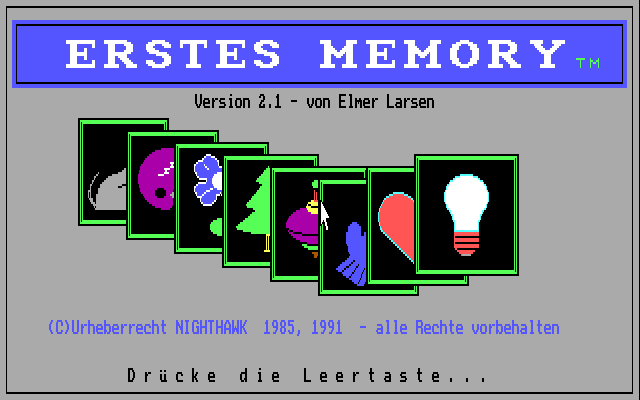 ERSTES MEMORY TM
Version 2.1 - von Elmer Larsen
(C)Urheberrecht NIGHTHAWK 1985, 1991 - alle Rechte vorbehalten
Drücke die Leertaste...